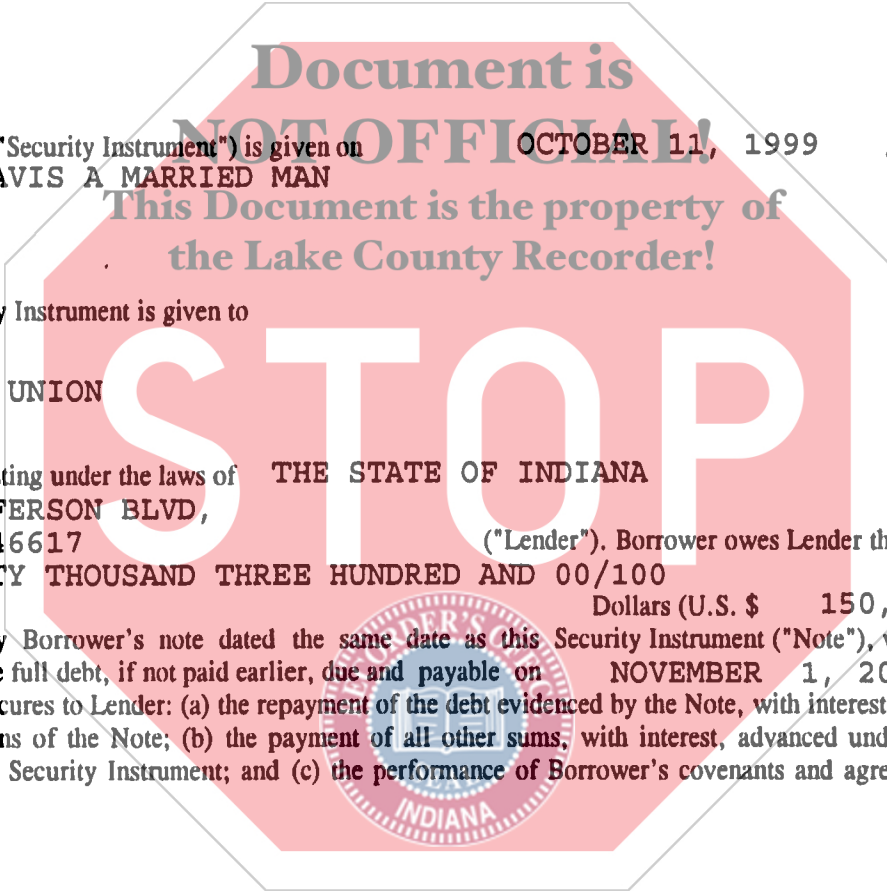 Document is
NOT OFFICIAL!
"Security Instrument") is given on OCTOBER 11, 1999
AVIS A MARRIED MAN
This Document is the property of
the Lake County Recorder!
Instrument is given to
STOP
UNION
ting under the laws of THE STATE OF INDIANA
FERSON BLVD,
46617 ("Lender"). Borrower owes Lender th
TY THOUSAND THREE HUNDRED AND 00/100
Dollars (U.S. $ 150,
y Borrower's note dated the same date as this Security Instrument ("Note"),
e full debt, if not paid earlier, due and payable on NOVEMBER 1, 20
cures to Lender: (a) the repayment of the debt evidenced by the Note, with interest
ns of the Note; (b) the payment of all other sums, with interest, advanced und
Security Instrument; and (c) the performance of Borrower's covenants and agre
RECORDER'S OFFICE
SEAL
INDIANA